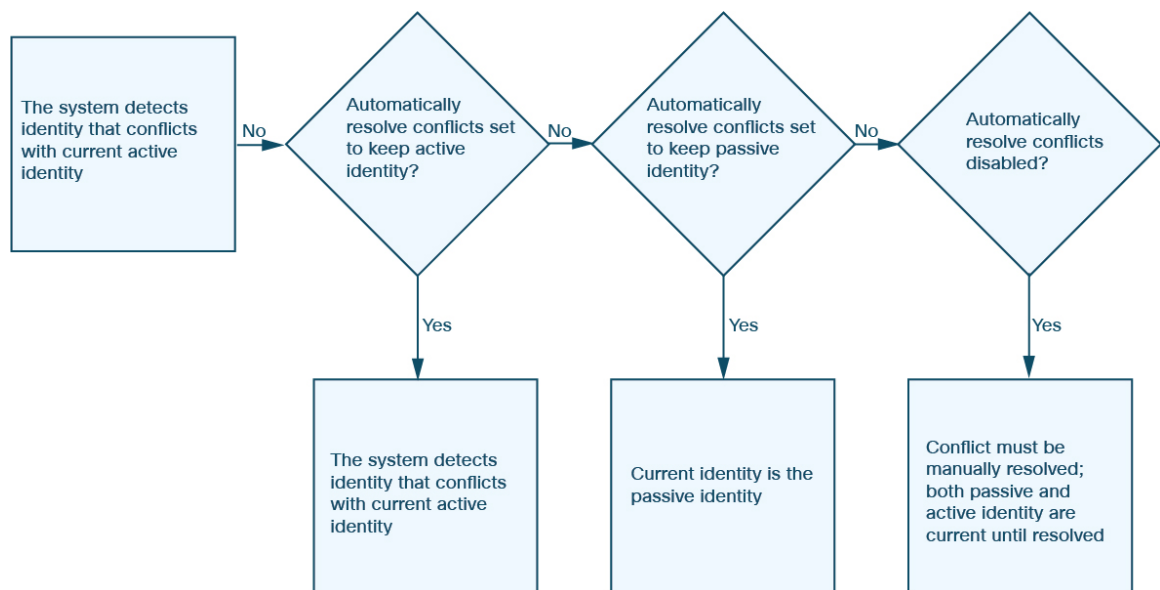 The system detects
identity that conflicts
with current active
identity
No
Automatically
resolve conflicts set
to keep active
identity?
No
Automatically
resolve conflicts set
to keep passive
identity?
No
Automatically
resolve conflicts
disabled?
Yes
Yes
Yes
The system detects
identity that conflicts
with current active
identity
Current identity is the
passive identity
Conflict must be
manually resolved;
both passive and
active identity are
current until resolved